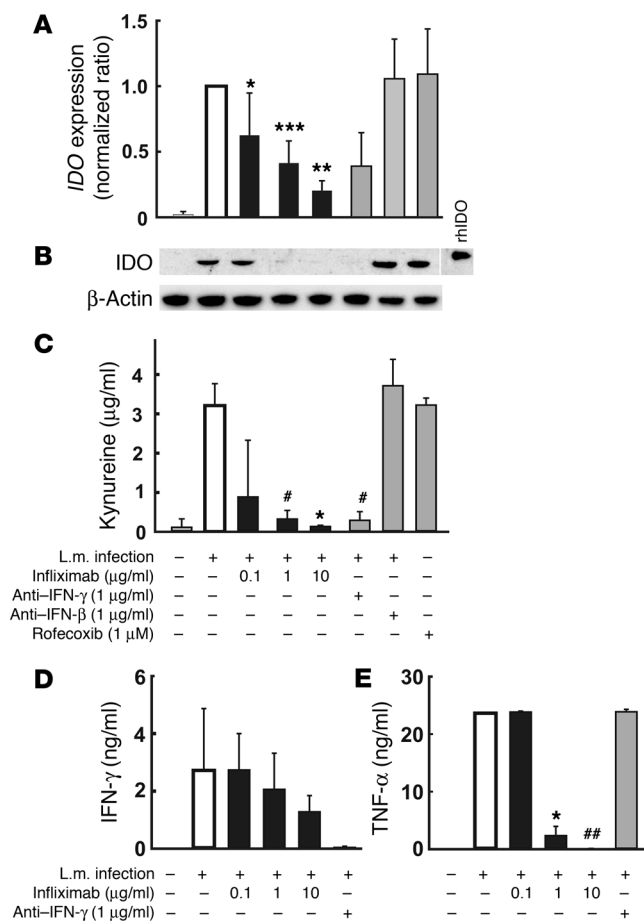 A
IDO expression
(normalized ratio)
1.5
1.0
0.5
0
* *** **
B
IDO
β-Actin
rhIDO
C
Kynureine (μg/ml)
5
4
3
2
1
0
# * #
L.m. infection – + + + + + + –
Infliximab (μg/ml) – – 0.1 1 10 – – –
Anti–IFN-γ (1 μg/ml) – – – – – + – –
Anti–IFN-β (1 μg/ml) – – – – – – + –
Rofecoxib (1 μM) – – – – – – – +
D
IFN-γ (ng/ml)
6
4
2
0
E
TNF-α (ng/ml)
30
20
10
0
* ##
L.m. infection – + + + + + – + + + + +
Infliximab (μg/ml) – – 0.1 1 10 – – – 0.1 1 10 –
Anti–IFN-γ (1 μg/ml) – – – – – + – – – – – +